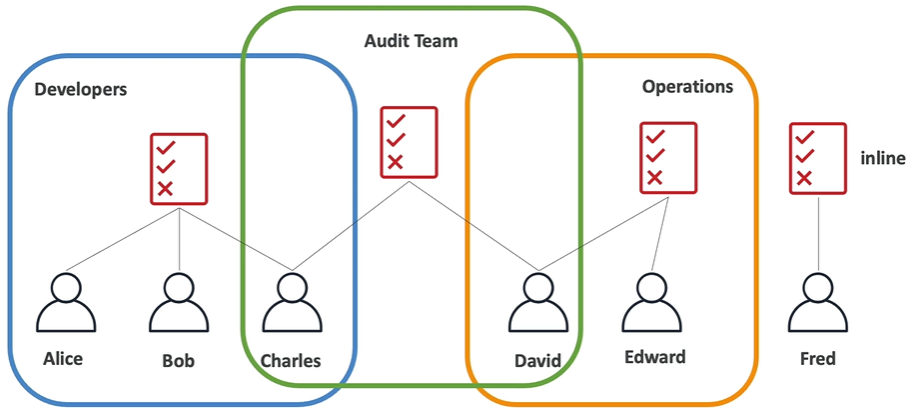 Audit Team
Developers
Operations
inline
Alice
Bob
Charles
David
Edward
Fred